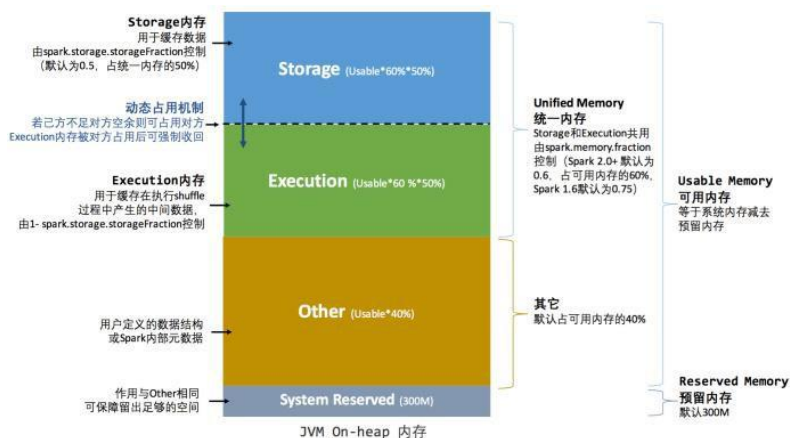 Storage内存
用于缓存数据
由spark.storage.storageFraction控制
（默认为0.5，占统一内存的50%）
动态占用机制
若己方不足对方空余则可占用对方
Execution内存被对方占用后可强制收回
Execution内存
用于缓存在执行shuffle
过程中产生的中间数据，
由1- spark.storage.storageFraction控制
用户定义的数据结构
或Spark内部元数据
作用与Other相同
可保障留出足够的空间
Storage (Usable*60%*50%)
Execution (Usable*60 %*50%)
Other (Usable*40%)
System Reserved (300M)
JVM On-heap 内存
Unified Memory
统一内存
Storage和Execution共用
由spark.memory.fraction
控制（Spark 2.0+ 默认为
0.6，占可用内存的60%，
Spark 1.6默认为0.75）
其它
默认占可用内存的40%
Usable Memory
可用内存
等于系统内存减去
预留内存
Reserved Memory
预留内存
默认300M